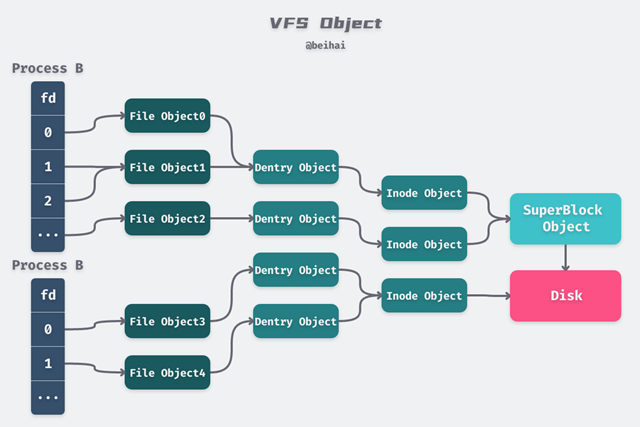 VFS Object
@beihai
Process B
fd
0
1
2
...
File Object0
File Object1
File Object2
Dentry Object
Dentry Object
Inode Object
Inode Object
SuperBlock
Object
Process B
fd
0
1
...
File Object3
File Object4
Dentry Object
Dentry Object
Inode Object
Disk